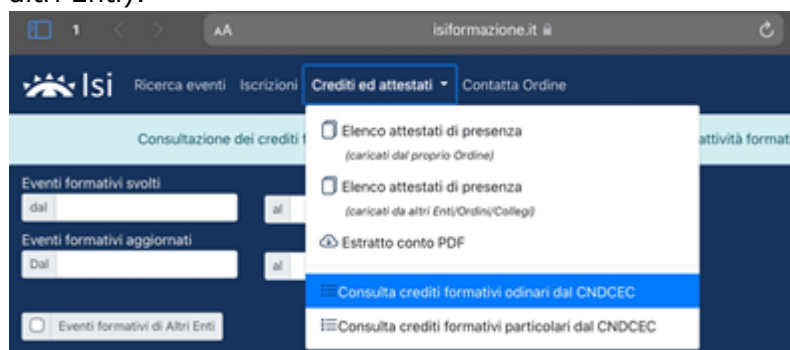 altri Enti).
1
AA
isiformazione.it
Isi Ricerca eventi Iscrizioni Crediti ed attestati Contatta Ordine
Consultazione dei crediti f
attività format
Elenco attestati di presenza
(caricati dal proprio Ordine)
Elenco attestati di presenza
(caricati da altri Enti/Ordini/Collegi)
Estratto conto PDF
Consulta crediti formativi odinari dal CNDCEC
Consulta crediti formativi particolari dal CNDCEC
Eventi formativi svolti
dal al
Eventi formativi aggiornati
Dal al
Eventi formativi di Altri Enti